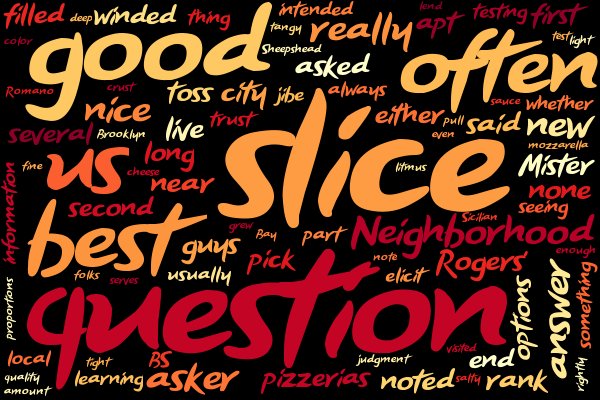 filled
deep
winded
thing
intended
tangy
really
lend
apt
testing
first
color
good
Sheepshead
asked
often
test
light
Romano
crust
nice
toss
city
jibe
always
either
sauce
whether
several
Brooklyn
live
trust
pull
said
new
even
mozzarella
slice
fine
us
long
cheese
near
litmus
Mister
none
information
second
Sicilian
seeing
best
grew
Bay
part
Neighborhood
enough
guys
folks
serves
usually
pick
note
elicit
Rogers'
question
proportions
options
answer
something
rightly
local
tight
BS
judgment
visited
end
quality
amount
learning
asker
pizzerias
noted
salty
rank